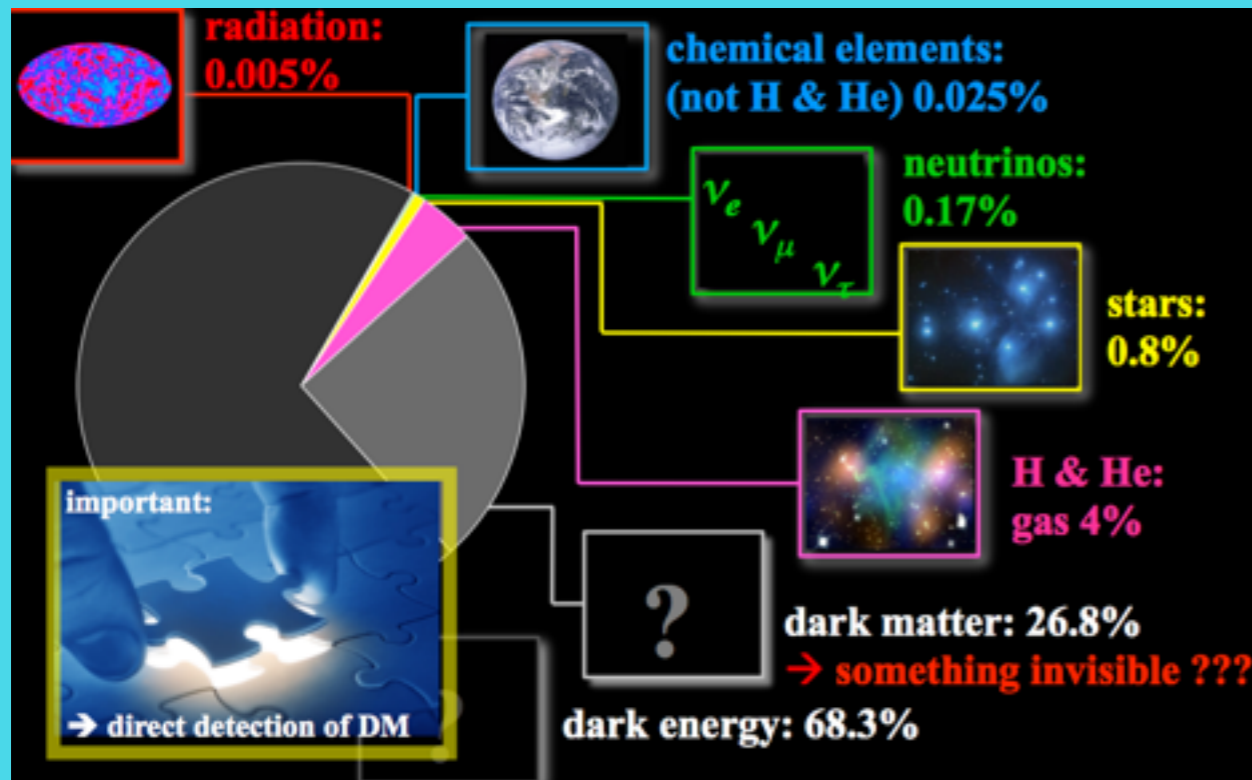 radiation:
0.005%
chemical elements:
(not H & He) 0.025%
neutrinos:
0.17%
νe
νμ
ντ
stars:
0.8%
H & He:
gas 4%
important:
?
dark matter: 26.8%
→ something invisible ???
→ direct detection of DM
?
dark energy: 68.3%